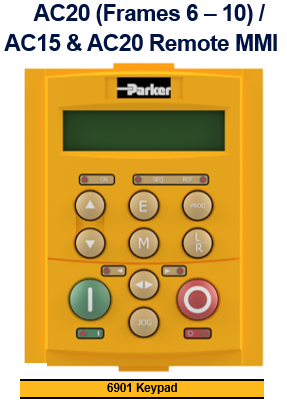 AC20 (Frames 6 – 10) /
AC15 & AC20 Remote MMI
Parker
OK SEQ REF
E PROG
M L
R
I O
JOG
I O
6901 Keypad